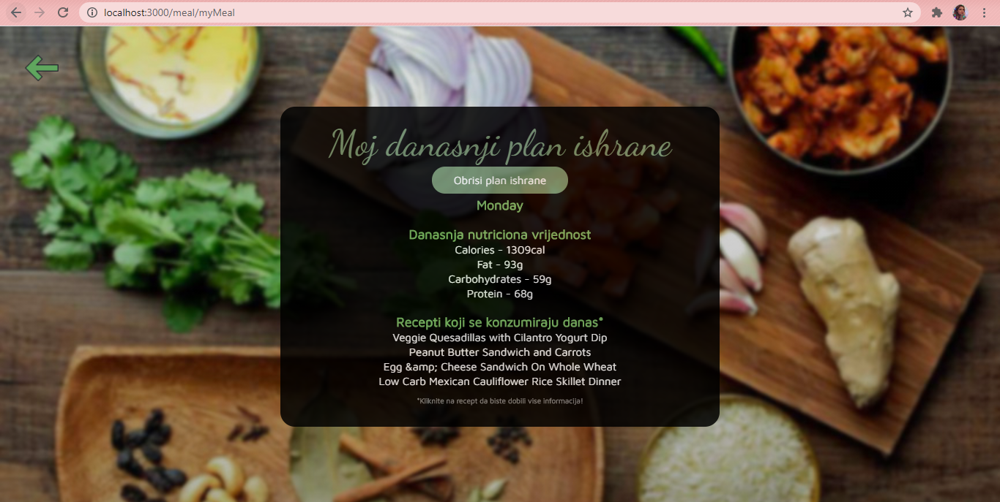 localhost:3000/meal/myMeal
Moj danasnji plan ishrane
Obrisi plan ishrane
Monday
Danasnja nutriciona vrijednost
Calories - 1309cal
Fat - 93g
Carbohydrates - 59g
Protein - 68g
Recepti koji se konzumiraju danas*
Veggie Quesadillas with Cilantro Yogurt Dip
Peanut Butter Sandwich and Carrots
Egg &amp; Cheese Sandwich On Whole Wheat
Low Carb Mexican Cauliflower Rice Skillet Dinner
*Kliknite na recept da biste dobili vise informacija!